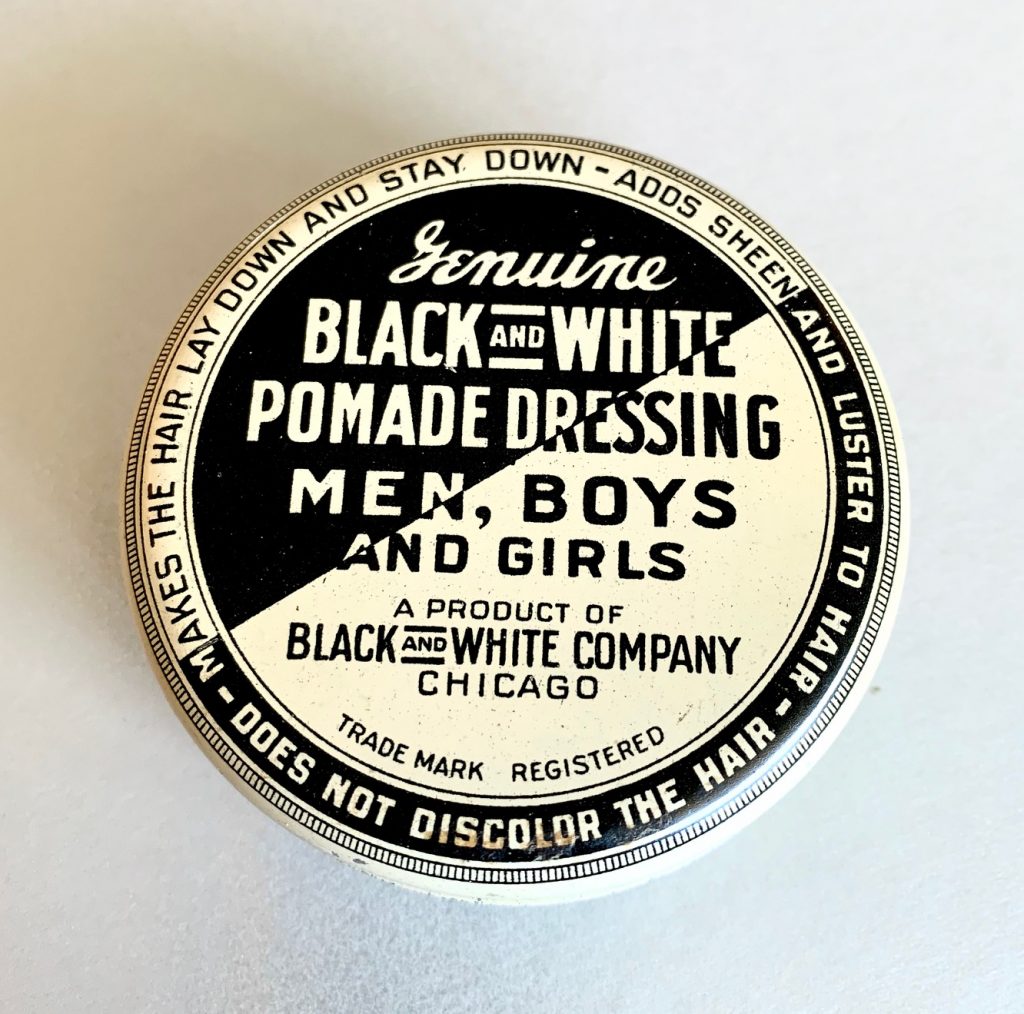 Genuine
BLACK AND WHITE
POMADE DRESSING
MEN, BOYS
AND GIRLS
A PRODUCT OF
BLACK AND WHITE COMPANY
CHICAGO
TRADE MARK REGISTERED
MAKES THE HAIR LAY DOWN AND STAY DOWN - ADDS SHEEN AND LUSTER TO HAIR - DOES NOT DISCOLOR THE HAIR -